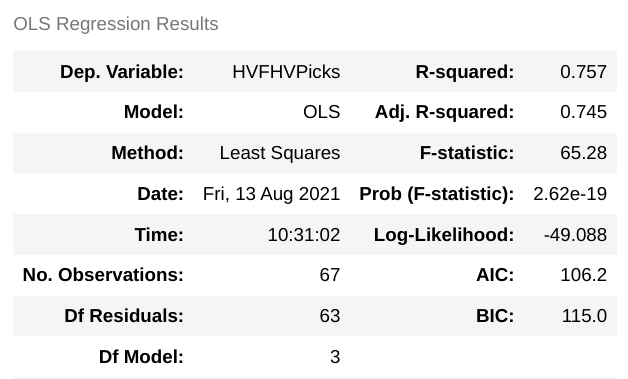 OLS Regression Results
Dep. Variable: HVFHVPicks R-squared: 0.757
Model: OLS Adj. R-squared: 0.745
Method: Least Squares F-statistic: 65.28
Date: Fri, 13 Aug 2021 Prob (F-statistic): 2.62e-19
Time: 10:31:02 Log-Likelihood: -49.088
No. Observations: 67 AIC: 106.2
Df Residuals: 63 BIC: 115.0
Df Model: 3